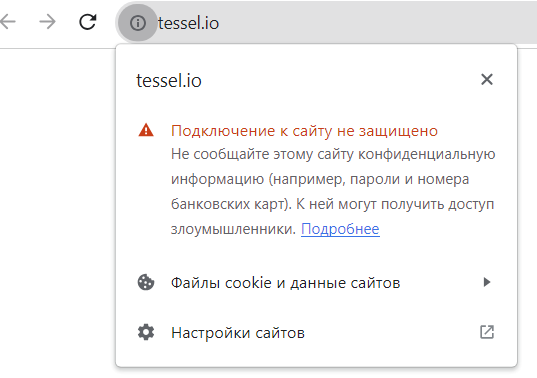 tessel.io
tessel.io
Подключение к сайту не защищено
Не сообщайте этому сайту конфиденциальную
информацию (например, пароли и номера
банковских карт). К ней могут получить доступ
злоумышленники. Подробнее
Файлы cookie и данные сайтов
Настройки сайтов